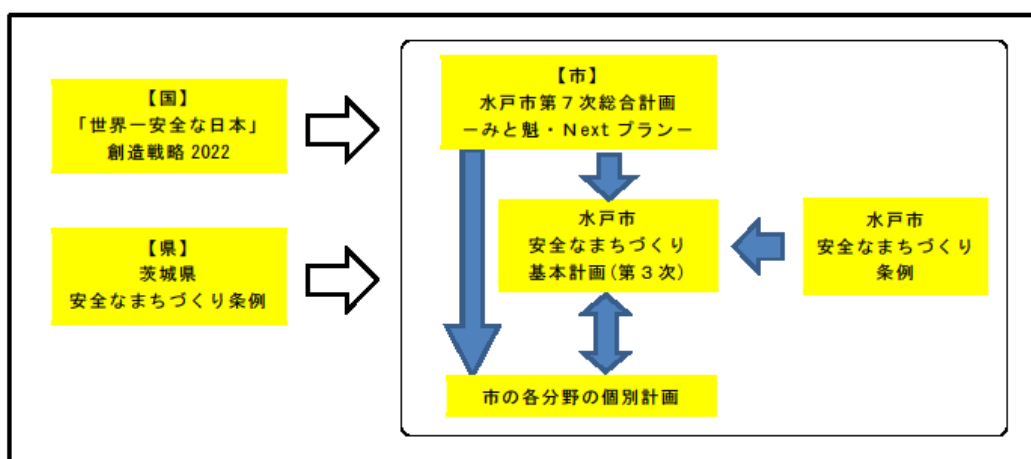 【国】
「世界一安全な日本」
創造戦略 2022
【県】
茨城県
安全なまちづくり条例
【市】
水戸市第7次総合計画
-みと魁・Next プラン-
水戸市
安全なまちづくり
基本計画(第3次)
水戸市
安全なまちづくり
条例
市の各分野の個別計画